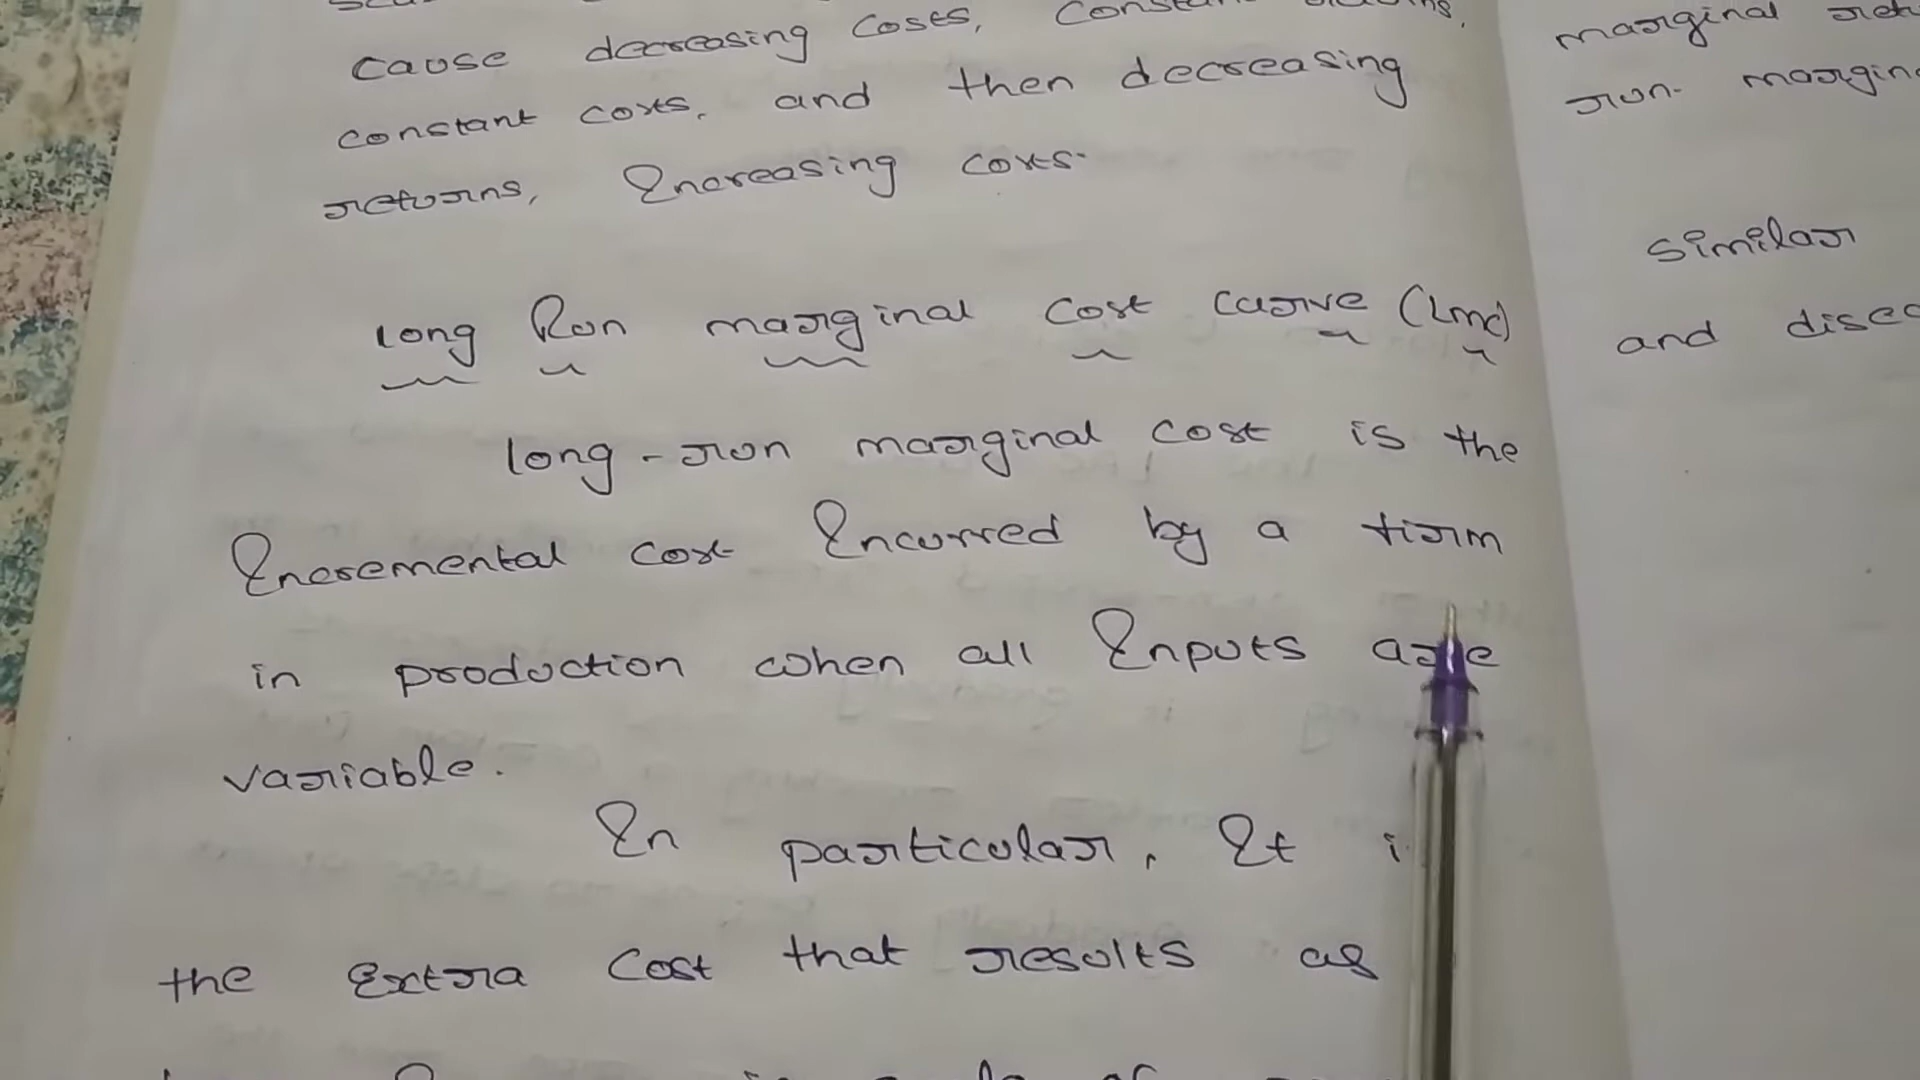 cause decreasing costs, constant
constant costs, and then decreasing
returns, Increasing costs.
long Run marginal cost curve (Lmc)
long-run marginal cost is the
Incremental cost Incurred by a firm
in production when all Inputs are
variable.
In particular, It
the Extra Cost that results as
marginal
run-
similar
and